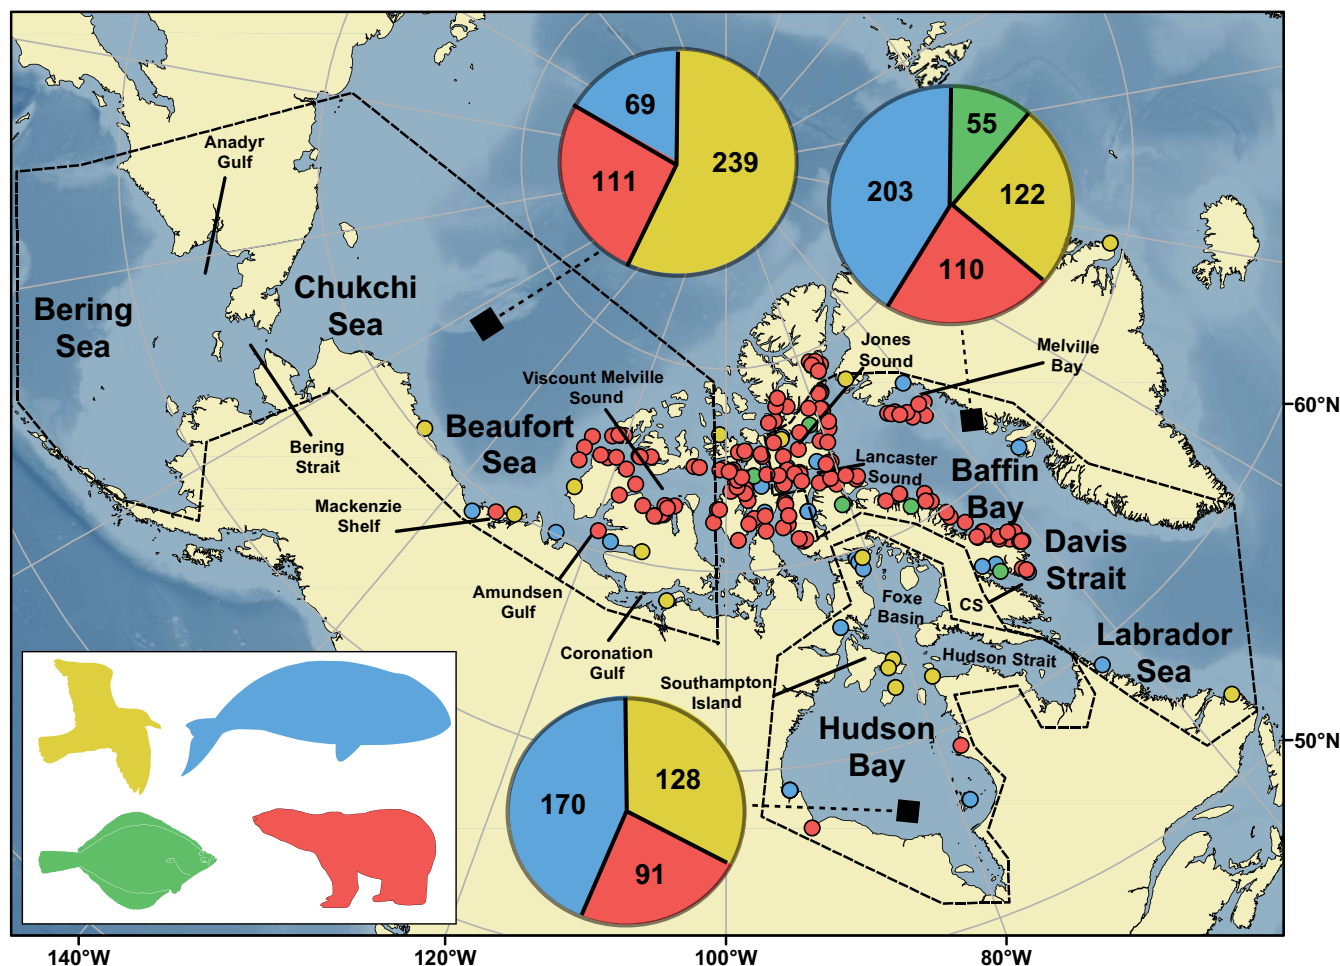 69
239
111
55
203
122
110
Anadyr
Gulf
Chukchi
Sea
Bering
Sea
Jones
Sound
Melville
Bay
Viscount Melville
Sound
60°N
Beaufort
Sea
Bering
Strait
Lancaster
Sound
Baffin
Bay
Mackenzie
Shelf
Davis
Strait
Amundsen
Gulf
Foxe
Basin
CS
Coronation
Gulf
Labrador
Sea
Hudson Strait
Southampton
Island
Hudson
Bay
50°N
170
128
91
140°W
120°W
100°W
80°W